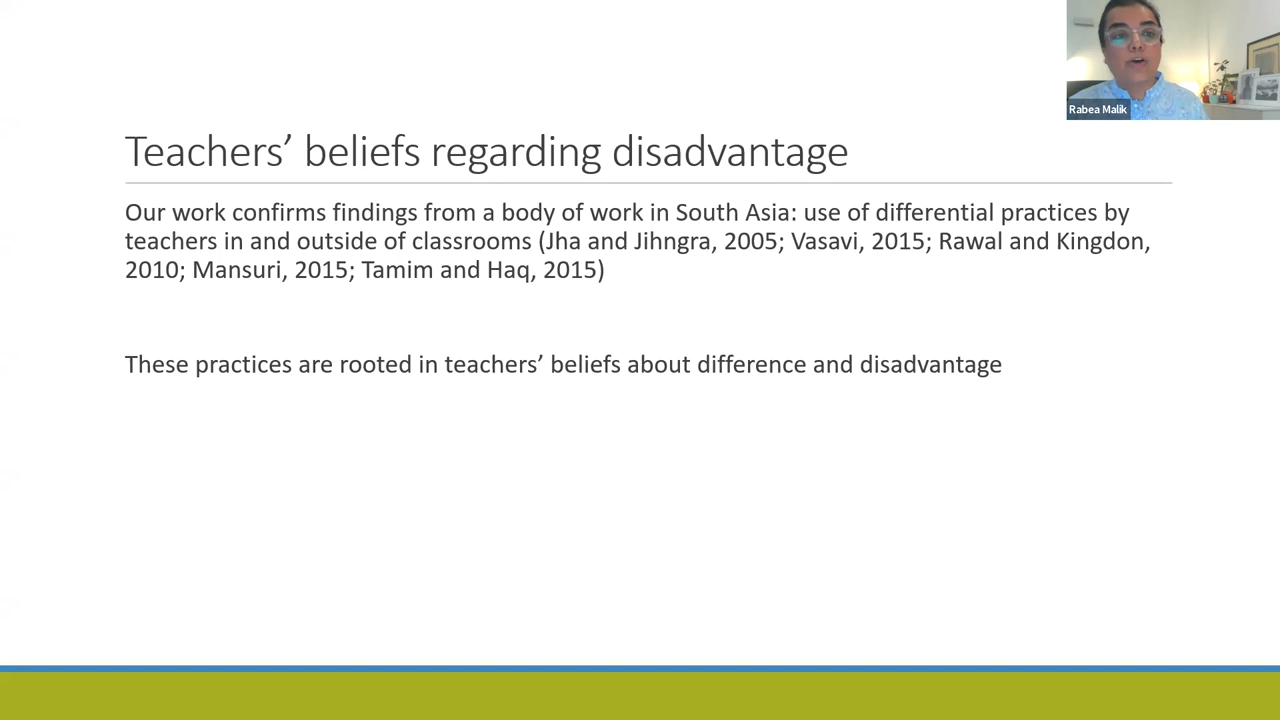 Rabea Malik
Teachers’ beliefs regarding disadvantage
Our work confirms findings from a body of work in South Asia: use of differential practices by
teachers in and outside of classrooms (Jha and Jihngra, 2005; Vasavi, 2015; Rawal and Kingdon,
2010; Mansuri, 2015; Tamim and Haq, 2015)
These practices are rooted in teachers’ beliefs about difference and disadvantage